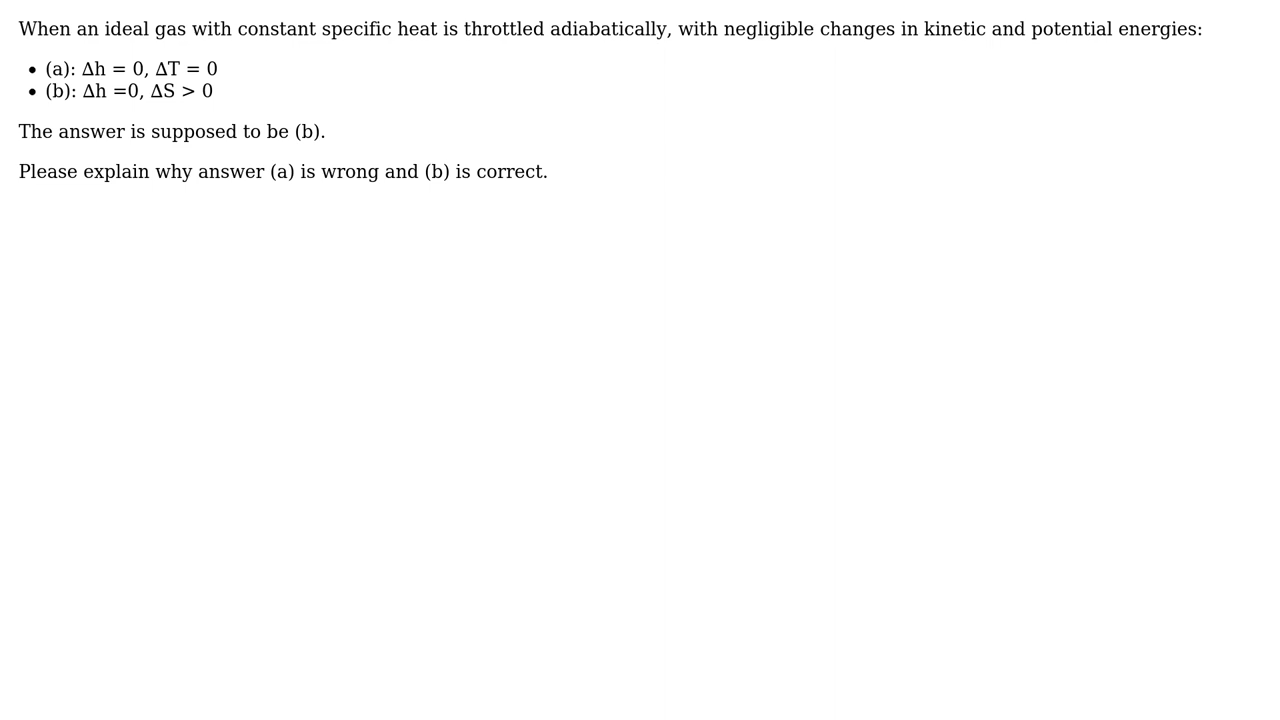 When an ideal gas with constant specific heat is throttled adiabatically, with negligible changes in kinetic and potential energies:
• (a): Δh = 0, ΔT = 0
• (b): Δh =0, ΔS > 0
The answer is supposed to be (b).
Please explain why answer (a) is wrong and (b) is correct.